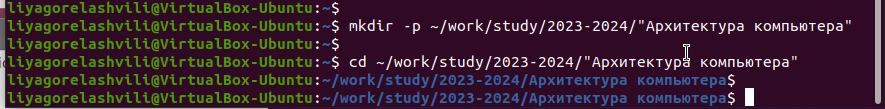 liyagorelashvili@VirtualBox-Ubuntu:~$
liyagorelashvili@VirtualBox-Ubuntu:~$ mkdir -p ~/work/study/2023-2024/"Архитектура компьютера"
liyagorelashvili@VirtualBox-Ubuntu:~$
liyagorelashvili@VirtualBox-Ubuntu:~$ cd ~/work/study/2023-2024/"Архитектура компьютера"
liyagorelashvili@VirtualBox-Ubuntu:~/work/study/2023-2024/Архитектура компьютера$
liyagorelashvili@VirtualBox-Ubuntu:~/work/study/2023-2024/Архитектура компьютера$